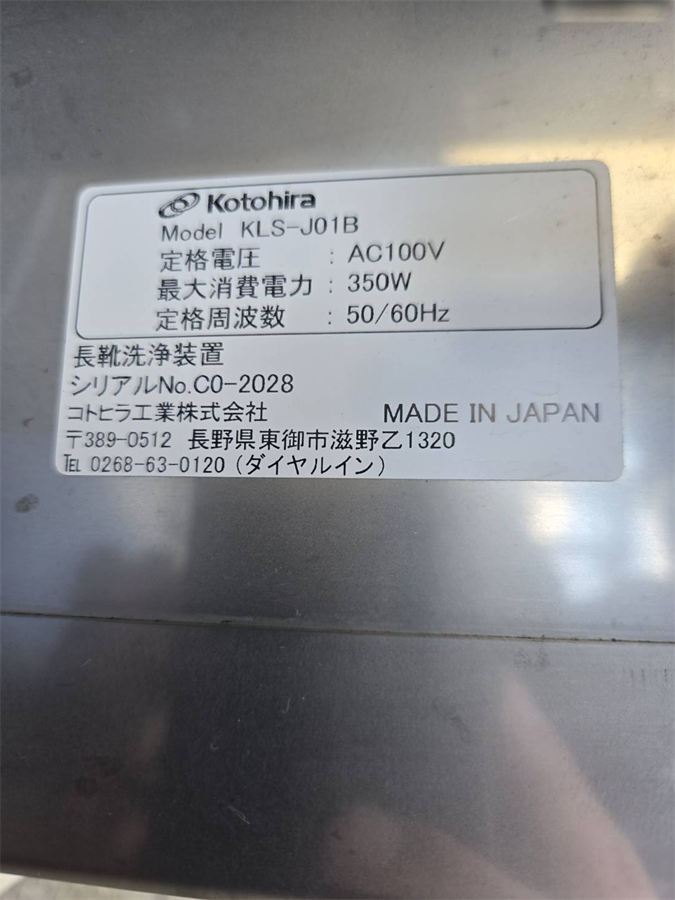 Kotohira
Model KLS-J01B
定格電圧 : AC100V
最大消費電力 : 350W
定格周波数 : 50/60Hz
長靴洗浄装置
シリアルNo.C0-2028
コトヒラ工業株式会社 MADE IN JAPAN
〒389-0512 長野県東御市滋野乙1320
TEL 0268-63-0120 (ダイヤルイン)